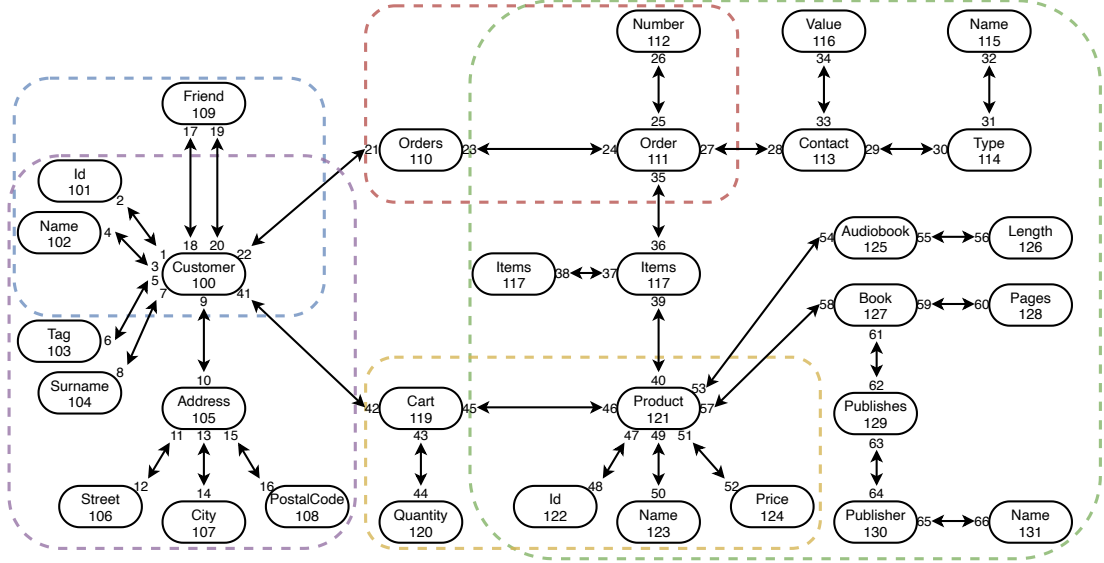 Number
112
26
25
Value
116
34
33
Name
115
32
31
Friend
109
17 19
18 20
21 Orders 23
110
24 Order 27
111
35
28 Contact 29
113
30 Type
114
Id
101
2
Name
102
4
1
3
5
7
22
Customer
100
9
41
Tag
103
6
Surname
104
8
10
Address
105
11 13 15
12
Street
106
14
City
107
16
PostalCode
108
Items 38
117
36
37 Items
117
39
54 Audiobook 55
125
56 Length
126
58 Book 59
127
61
60 Pages
128
62
Publishes
129
63
64
Publisher 65
130
66 Name
131
42 Cart 45
119
43
44
Quantity
120
40
53
46 Product 57
121
47 49 51
48
Id
122
50
Name
123
52
Price
124